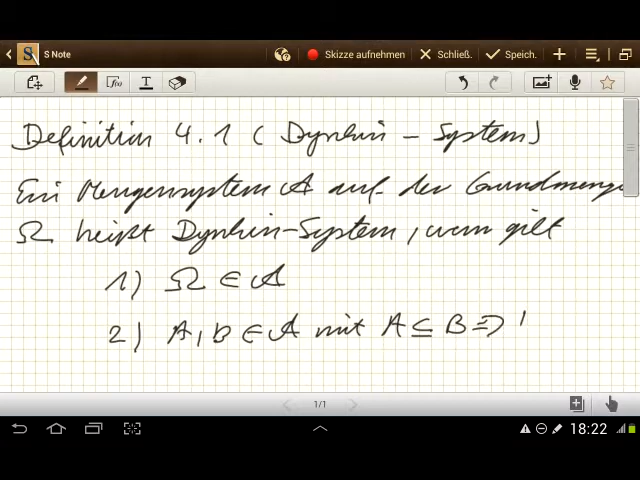 S Note
Skizze aufnehmen
Schließ.
Speich.
f(x)
T
Definition 4.1 ( Dynkin - System )
Ein Mengensystem 𝒜 auf der Grundmenge
Ω heißt Dynkin-System, wenn gilt
1) Ω ∈ 𝒜
2) A, B ∈ 𝒜 mit A ⊆ B ⇒
1/1
18:22